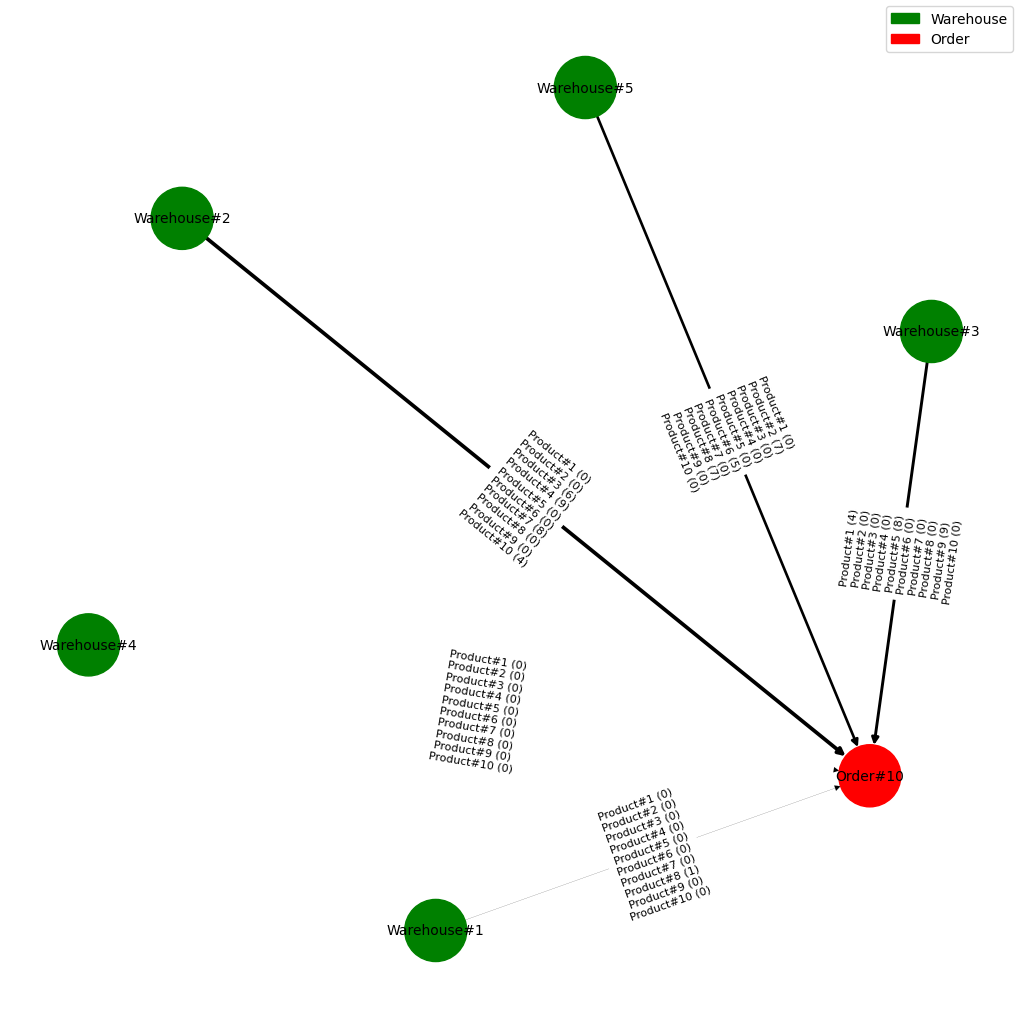 Warehouse
Order
Warehouse#5
Warehouse#2
Warehouse#3
Product#1 (0)
Product#2 (7)
Product#3 (0)
Product#4 (0)
Product#5 (0)
Product#6 (5)
Product#7 (0)
Product#8 (7)
Product#9 (0)
Product#10 (0)
Product#1 (0)
Product#2 (0)
Product#3 (6)
Product#4 (9)
Product#5 (0)
Product#6 (0)
Product#7 (8)
Product#8 (0)
Product#9 (0)
Product#10 (4)
Product#1 (4)
Product#2 (0)
Product#3 (0)
Product#4 (0)
Product#5 (8)
Product#6 (0)
Product#7 (0)
Product#8 (0)
Product#9 (9)
Product#10 (0)
Warehouse#4
Product#1 (0)
Product#2 (0)
Product#3 (0)
Product#4 (0)
Product#5 (0)
Product#6 (0)
Product#7 (0)
Product#8 (0)
Product#9 (0)
Product#10 (0)
Order#10
Product#1 (0)
Product#2 (0)
Product#3 (0)
Product#4 (0)
Product#5 (0)
Product#6 (0)
Product#7 (0)
Product#8 (1)
Product#9 (0)
Product#10 (0)
Warehouse#1